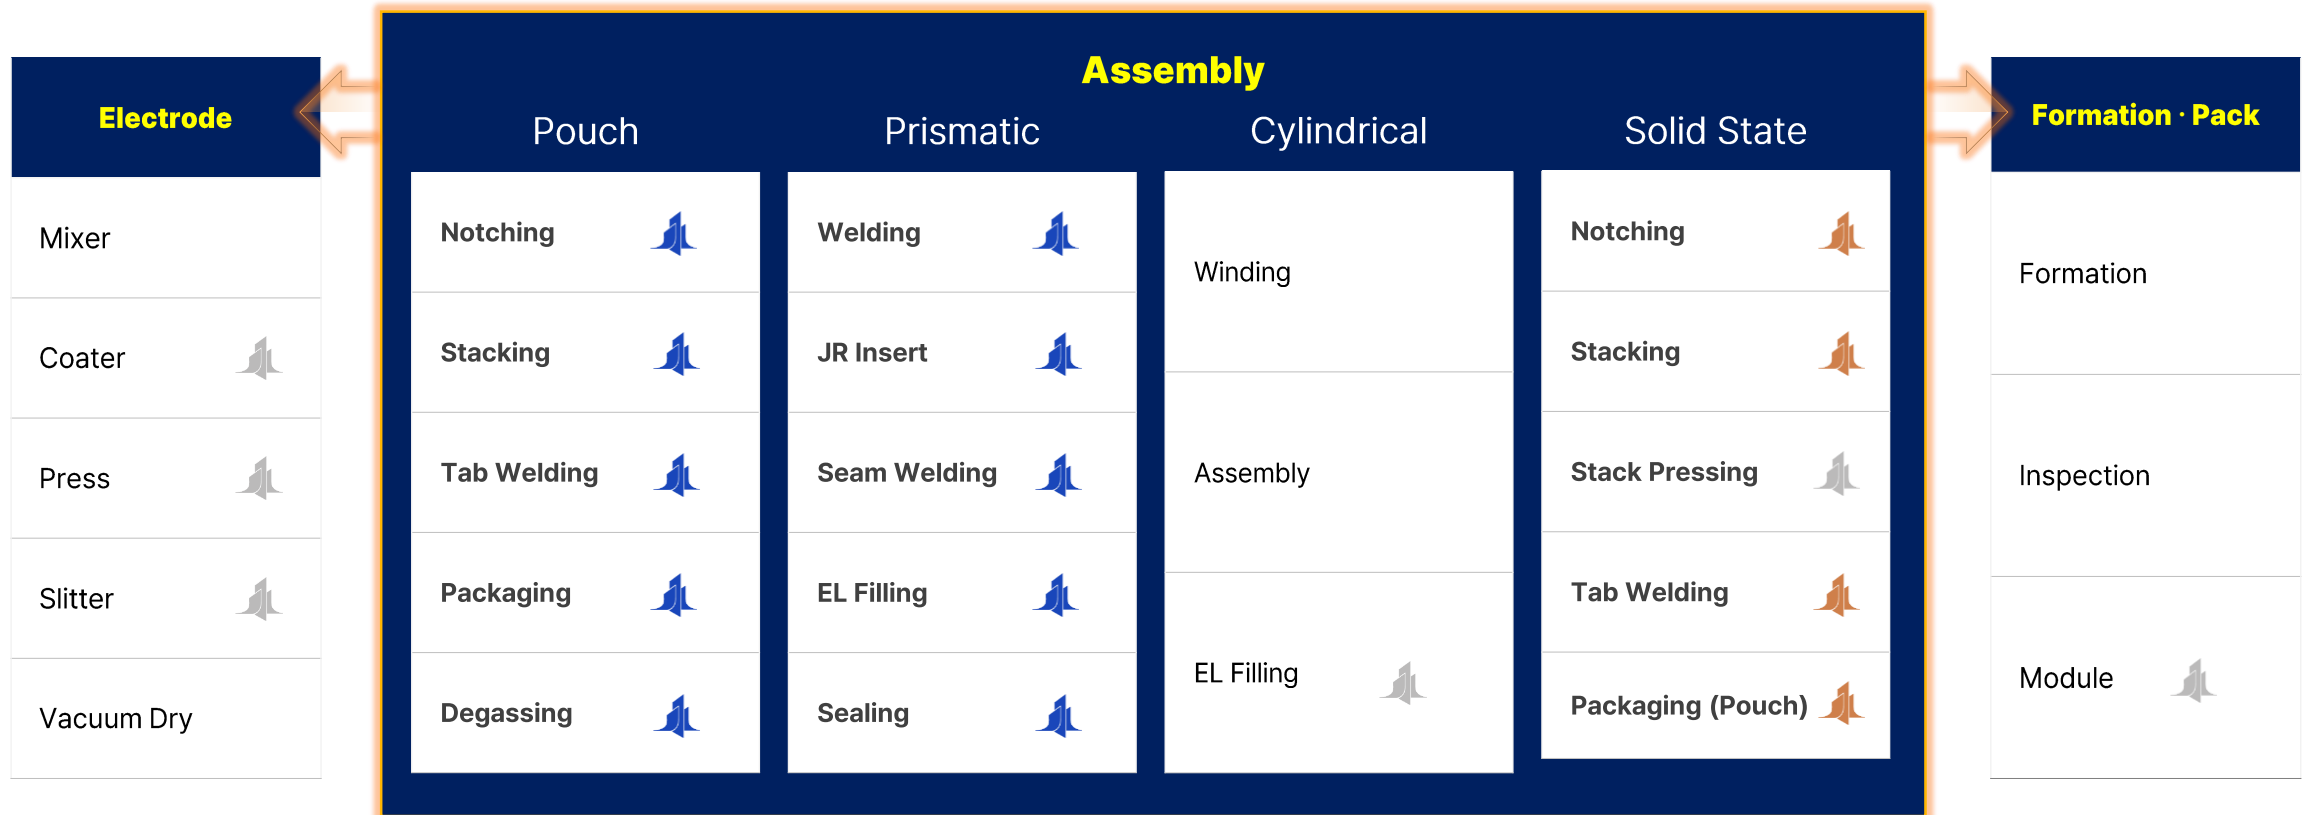 Assembly
Electrode
Mixer
Coater
Press
Slitter
Vacuum Dry
Pouch
Notching
Stacking
Tab Welding
Packaging
Degassing
Prismatic
Welding
JR Insert
Seam Welding
EL Filling
Sealing
Cylindrical
Winding
Assembly
EL Filling
Solid State
Notching
Stacking
Stack Pressing
Tab Welding
Packaging (Pouch)
Formation · Pack
Formation
Inspection
Module